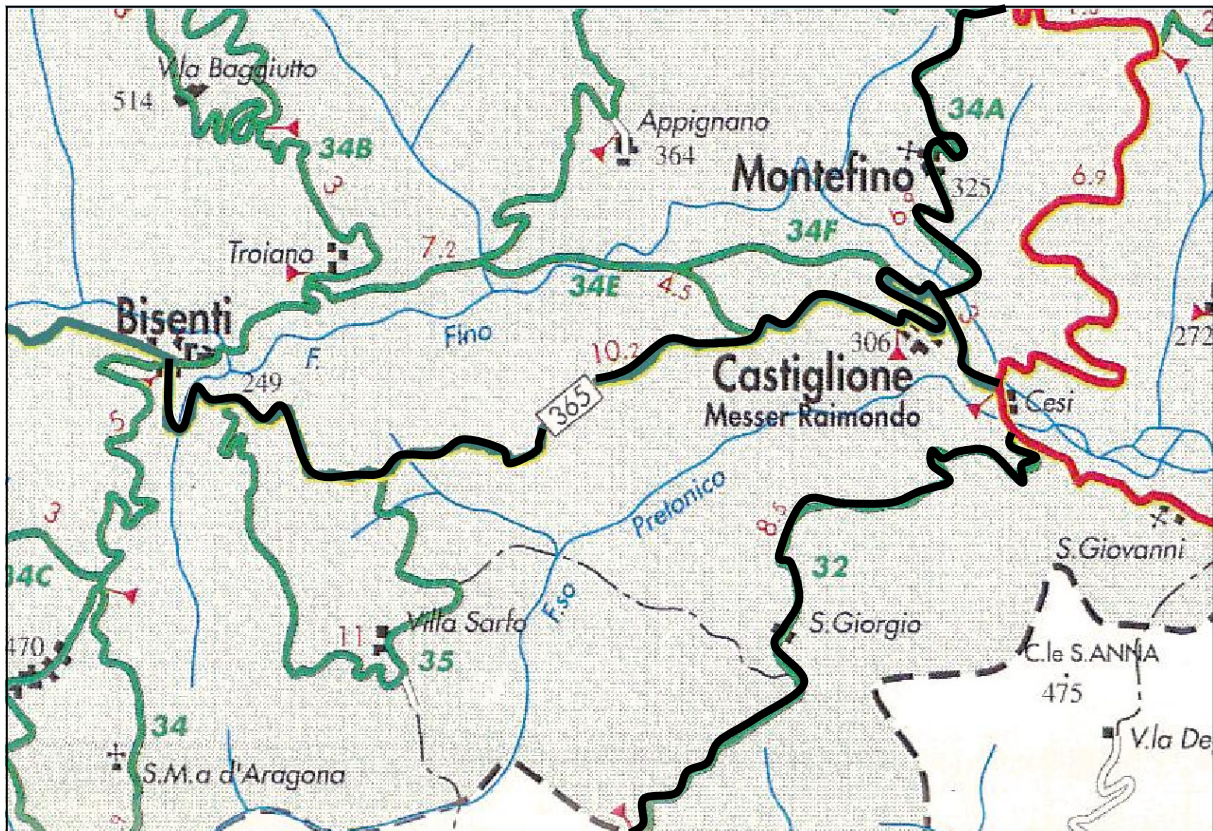 V.la Baggiutto
514
34B
3
Appignano
364
34A
Montefino
325
6.9
Troiano
7.2
34F
34E
4.5
3
Bisenti
F. Fino
249
10.2
365
306
Castiglione
Messer Raimondo
272
Cesi
5
3
34C
Pretonico
F.so
8.5
32
S.Giovanni
470
11
Villa Sarfo
35
S.Giorgio
C.le S.ANNA
475
34
S.M.a d'Aragona
V.la De